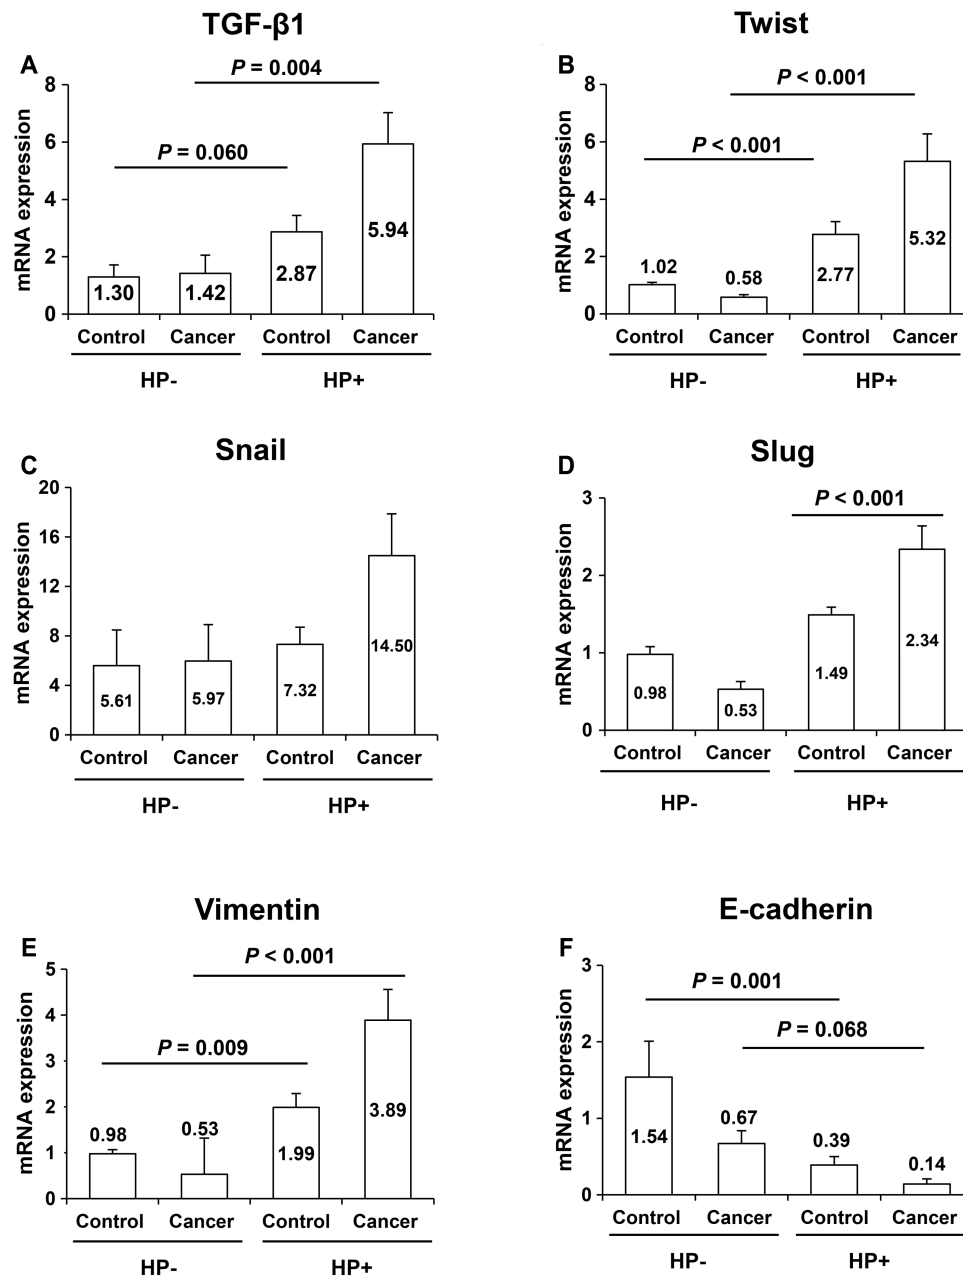 TGF-β1
A
P = 0.004
P = 0.060
mRNA expression
8
6
4
2
0
1.30
1.42
2.87
5.94
Control Cancer Control Cancer
HP- HP+
Twist
B
P < 0.001
P < 0.001
mRNA expression
8
6
4
2
0
1.02
0.58
2.77
5.32
Control Cancer Control Cancer
HP- HP+
Snail
C
mRNA expression
20
16
12
8
4
0
5.61
5.97
7.32
14.50
Control Cancer Control Cancer
HP- HP+
Slug
D
P < 0.001
mRNA expression
3
2
1
0
0.98
0.53
1.49
2.34
Control Cancer Control Cancer
HP- HP+
Vimentin
E
P < 0.001
P = 0.009
mRNA expression
5
4
3
2
1
0
0.98
0.53
1.99
3.89
Control Cancer Control Cancer
HP- HP+
E-cadherin
F
P = 0.001
P = 0.068
mRNA expression
3
2
1
0
1.54
0.67
0.39
0.14
Control Cancer Control Cancer
HP- HP+